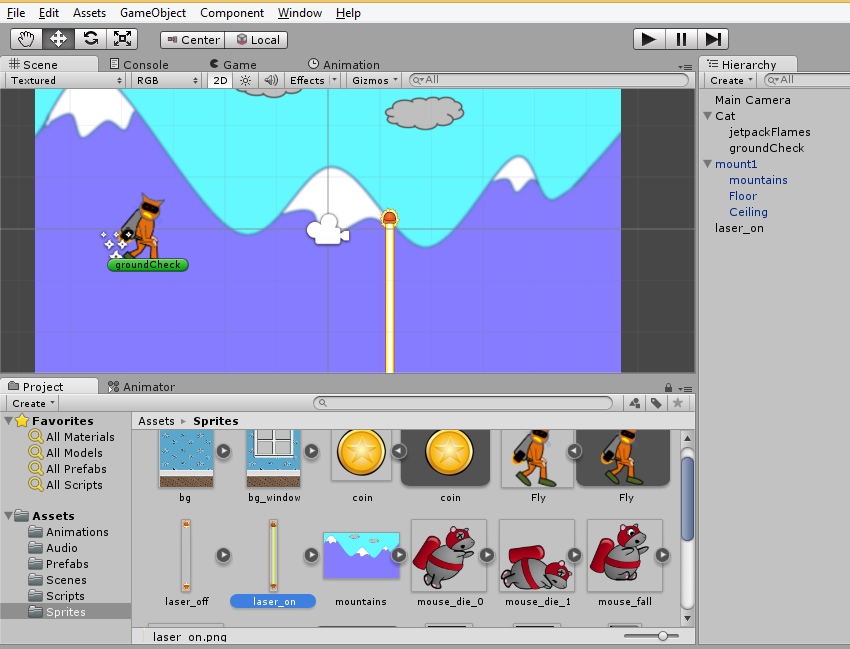 File Edit Assets GameObject Component Window Help
Center Local
Scene Console Game Animation Hierarchy
Textured RGB 2D Effects Gizmos All Create All
Main Camera
Cat
jetpackFlames
groundCheck
mount1
mountains
Floor
Ceiling
laser_on
groundCheck
Project Animator
Create
Favorites
All Materials
All Models
All Prefabs
All Scripts
Assets
Animations
Audio
Prefabs
Scenes
Scripts
Sprites
Assets Sprites
bg bg_window coin coin Fly Fly
laser_off laser_on mountains mouse_die_0 mouse_die_1 mouse_fall
laser_on.png